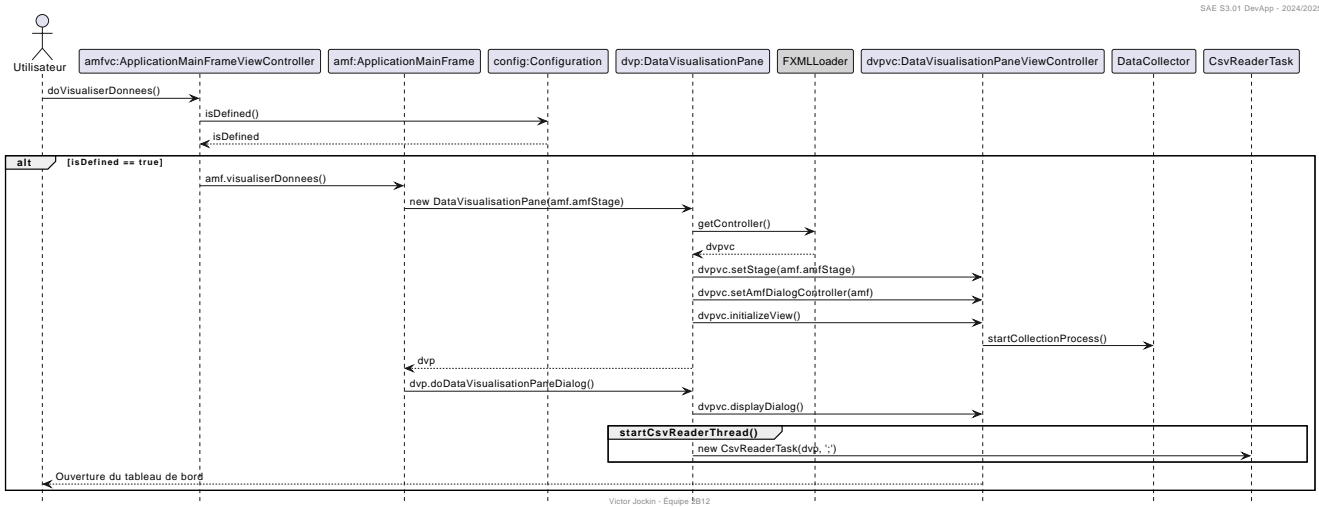 SAE S3.01 DevApp - 2024/2025
Utilisateur
amfvc:ApplicationMainFrameViewController
amf:ApplicationMainFrame
config:Configuration
dvp:DataVisualisationPane
FXMLLoader
dvpvc:DataVisualisationPaneViewController
DataCollector
CsvReaderTask
doVisualiserDonnees()
isDefined()
isDefined
alt
[isDefined == true]
amf.visualiserDonnees()
new DataVisualisationPane(amf.amfStage)
getController()
dvpvc
dvpvc.setStage(amf.amfStage)
dvpvc.setAmfDialogController(amf)
dvpvc.initializeView()
startCollectionProcess()
dvp
dvp.doDataVisualisationPaneDialog()
dvpvc.displayDialog()
startCsvReaderThread()
new CsvReaderTask(dvp, ';')
Ouverture du tableau de bord
Victor Jockin - Équipe 2B12